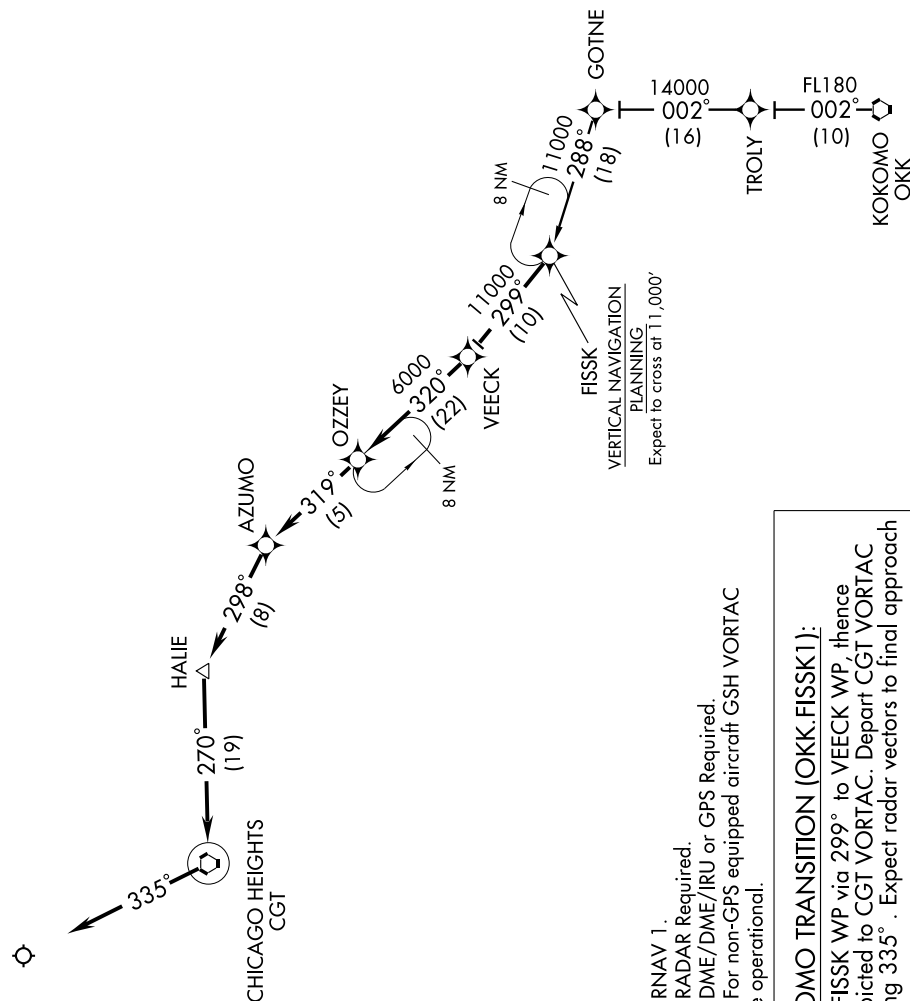 GOTNE
14000
002°
(16)
TROLY
FL180
002°
(10)
KOKOMO
OKK
11000
288°
(18)
8 NM
11000
299°
(10)
FISSK
VERTICAL NAVIGATION
PLANNING
Expect to cross at 11,000'
VEECK
6000
320°
(22)
8 NM
OZZEY
319°
(5)
AZUMO
298°
(8)
HALIE
270°
(19)
CHICAGO HEIGHTS
CGT
335°
RNAV 1.
RADAR Required.
DME/DME/IRU or GPS Required.
For non-GPS equipped aircraft GSH VORTAC
operational.
TRANSITION (OKK.FISSK1):
WP via 299° to VEECK WP, thence
to CGT VORTAC. Depart CGT VORTAC
335°. Expect radar vectors to final approach